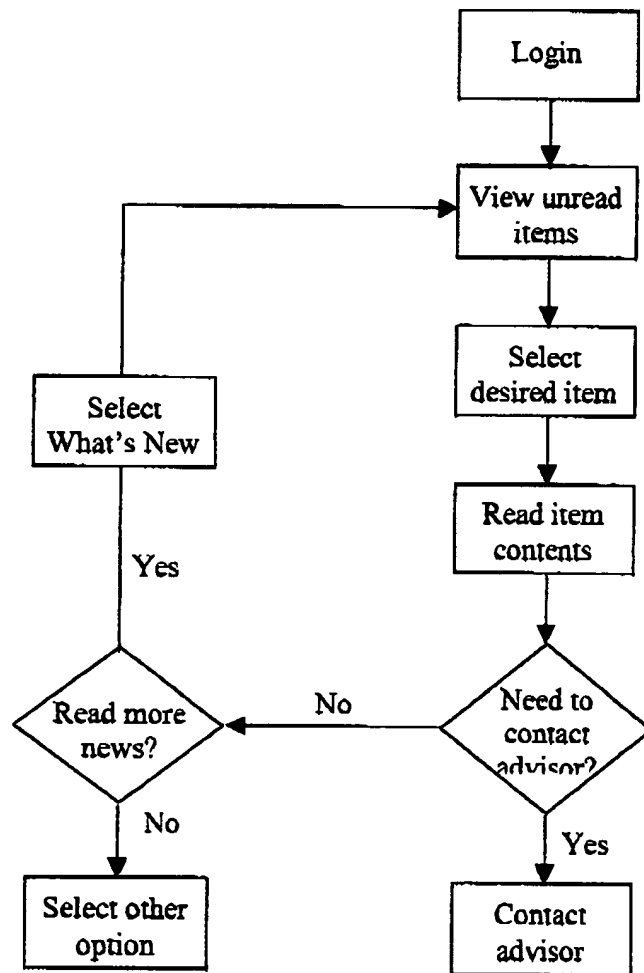 Login
View unread
items
Select
desired item
Select
What's New
Read item
contents
Yes
Read more
news?
No
Need to
contact
advisor?
No
Yes
Select other
option
Contact
advisor